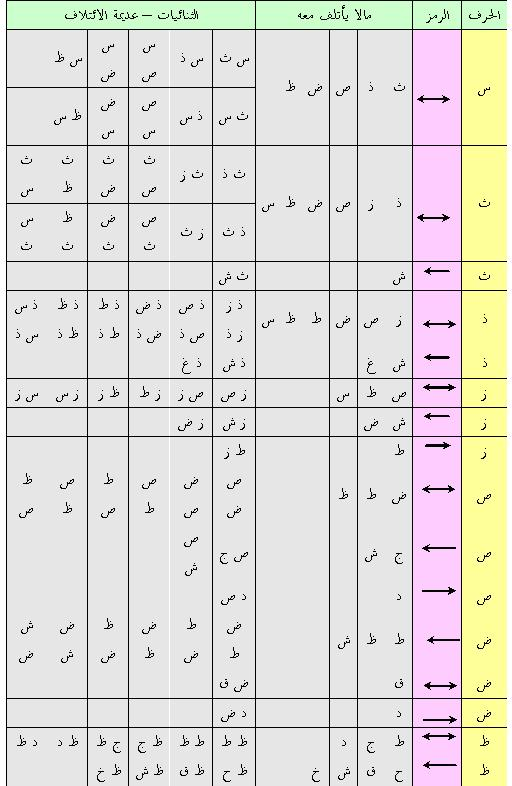 الحرف الرمز مالا يأتلف معه الثنائيات – عديمة الائتلاف
س ث ذ ص ض ظ س ث س ذ س ص س ض س ظ
ث س ذ س ص س ض س ظ س
ث ذ ز ص ض ظ س ث ذ ث ز ث ص ث ض ث ظ ث س
ذ ث ز ث ص ث ض ث ظ ث س ث
ث ش ث ش
ذ ز ص ض ط ظ س ذ ز ذ ص ذ ض ذ ط ذ ظ ذ س
ز ذ ص ذ ض ذ ط ذ ظ ذ س ذ
ذ ش غ ذ ش ذ غ
ز ص ظ س ز ص ص ز ز ظ ظ ز ز س س ز
ز ش ض ز ش ز ض
ز ط ط ز
ص ض ط ظ ص ض ض ص ص ط ط ص ص ظ ظ ص
ص ج ش ص ج ص ش
ص د د ص
ض ط ظ ش ض ط ط ض ض ظ ظ ض ض ش ش ض
ض ق ض ق
ض د د ض
ظ ط ج د ظ ط ط ظ ظ ج ج ظ ظ د د ظ
ظ ح ق ش خ ظ ح ظ ق ظ ش ظ خ